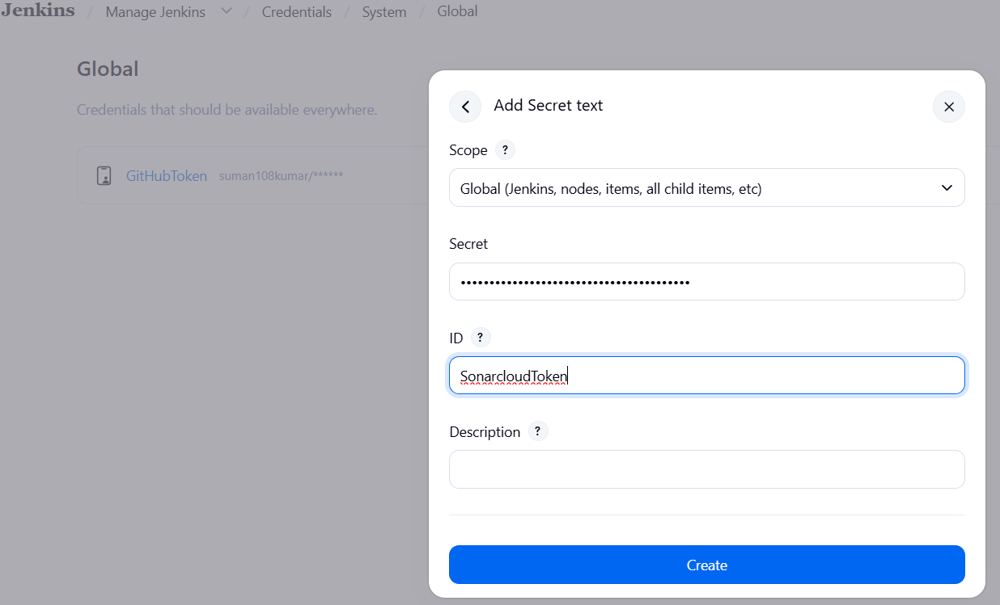 Jenkins / Manage Jenkins / Credentials / System / Global
Global
Credentials that should be available everywhere.
GitHubToken suman108kumar/******
Add Secret text
Scope ?
Global (Jenkins, nodes, items, all child items, etc)
Secret
••••••••••••••••••••••••••••••••••••••••
ID ?
SonarcloudToken
Description ?
Create